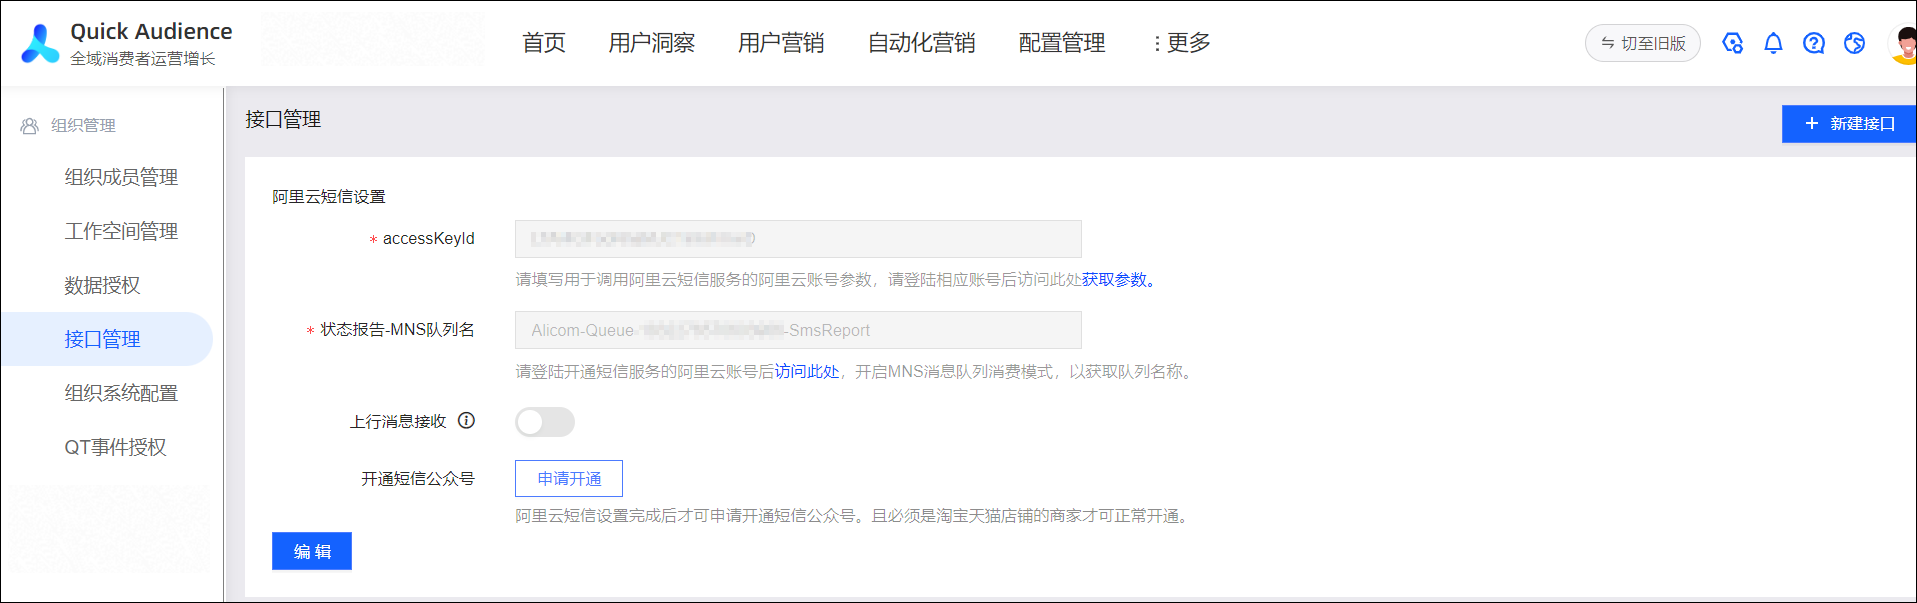 Quick Audience
全域消费者运营增长
首页 用户洞察 用户营销 自动化营销 配置管理 更多
切至旧版
组织管理
组织成员管理
工作空间管理
数据授权
接口管理
组织系统配置
QT事件授权
接口管理
+ 新建接口
阿里云短信设置
* accessKeyId
请填写用于调用阿里云短信服务的阿里云账号参数，请登陆相应账号后访问此处获取参数。
* 状态报告-MNS队列名
Alicom-Queue- -SmsReport
请登陆开通短信服务的阿里云账号后访问此处，开启MNS消息队列消费模式，以获取队列名称。
上行消息接收
开通短信公众号
申请开通
阿里云短信设置完成后才可申请开通短信公众号。且必须是淘宝天猫店铺的商家才可正常开通。
编 辑